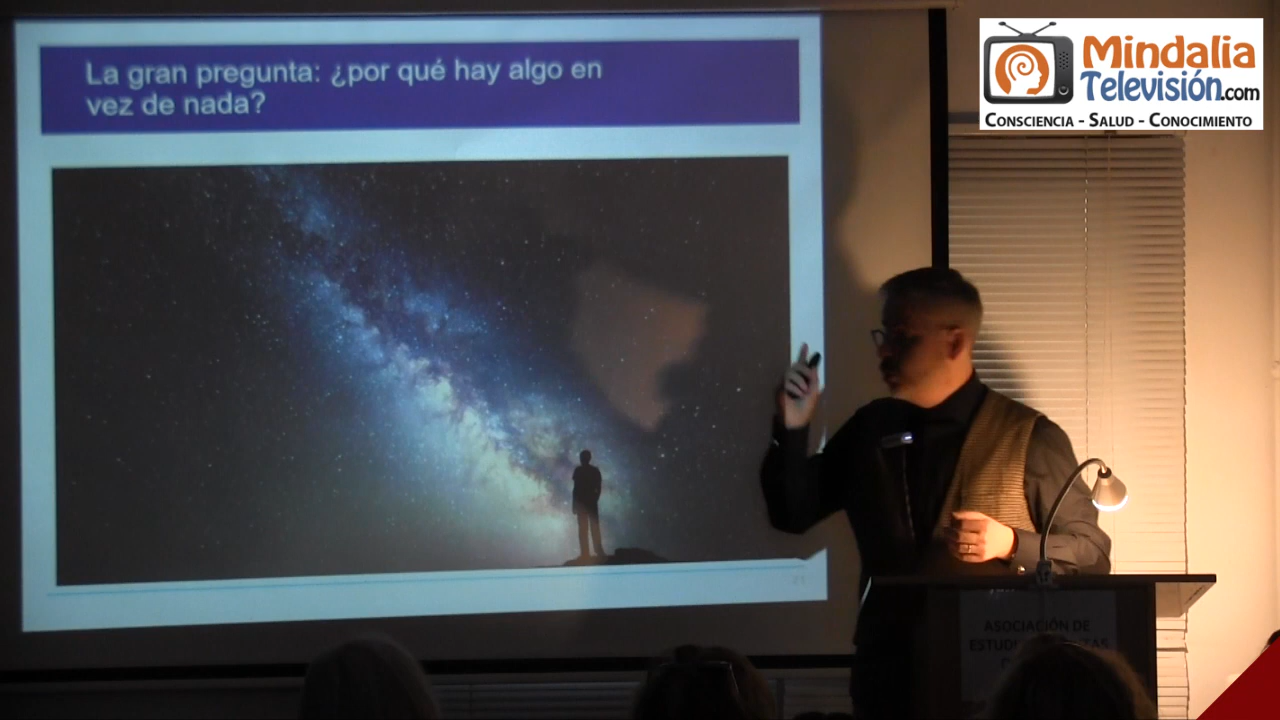 La gran pregunta: ¿por qué hay algo en
vez de nada?
Mindalia
Televisión.com
CONSCIENCIA - SALUD - CONOCIMIENTO
ASOCIACIÓN DE